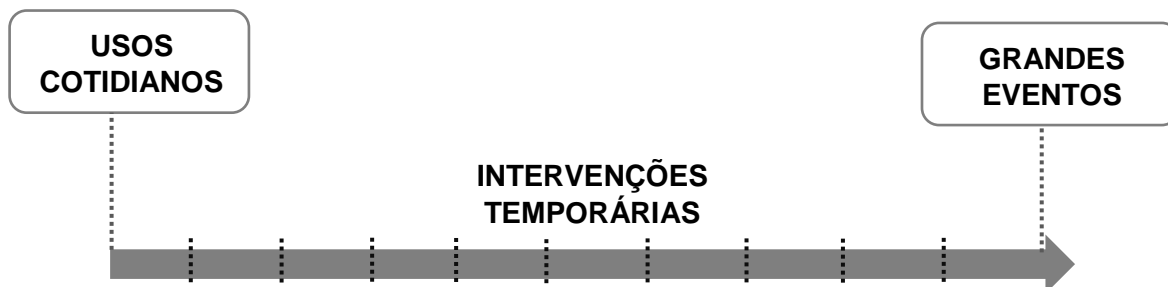 USOS
COTIDIANOS
GRANDES
EVENTOS
INTERVENÇÕES
TEMPORÁRIAS